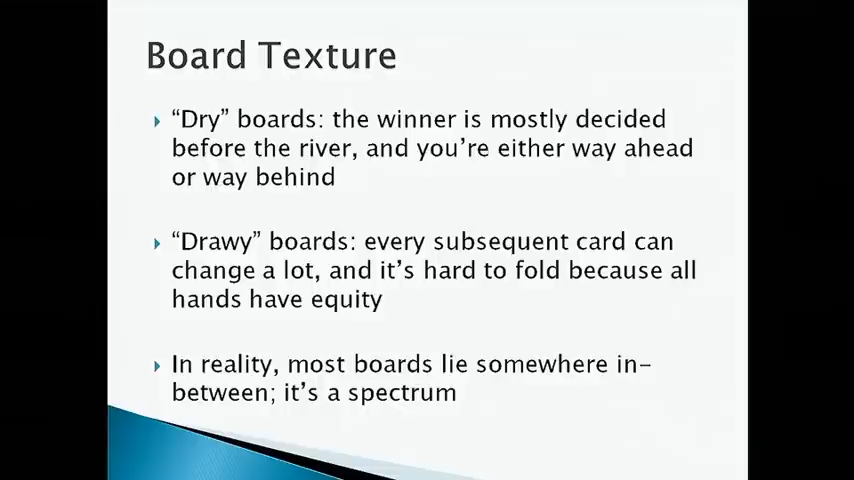 Board Texture
“Dry” boards: the winner is mostly decided
before the river, and you’re either way ahead
or way behind
“Drawy” boards: every subsequent card can
change a lot, and it’s hard to fold because all
hands have equity
In reality, most boards lie somewhere in-
between; it’s a spectrum